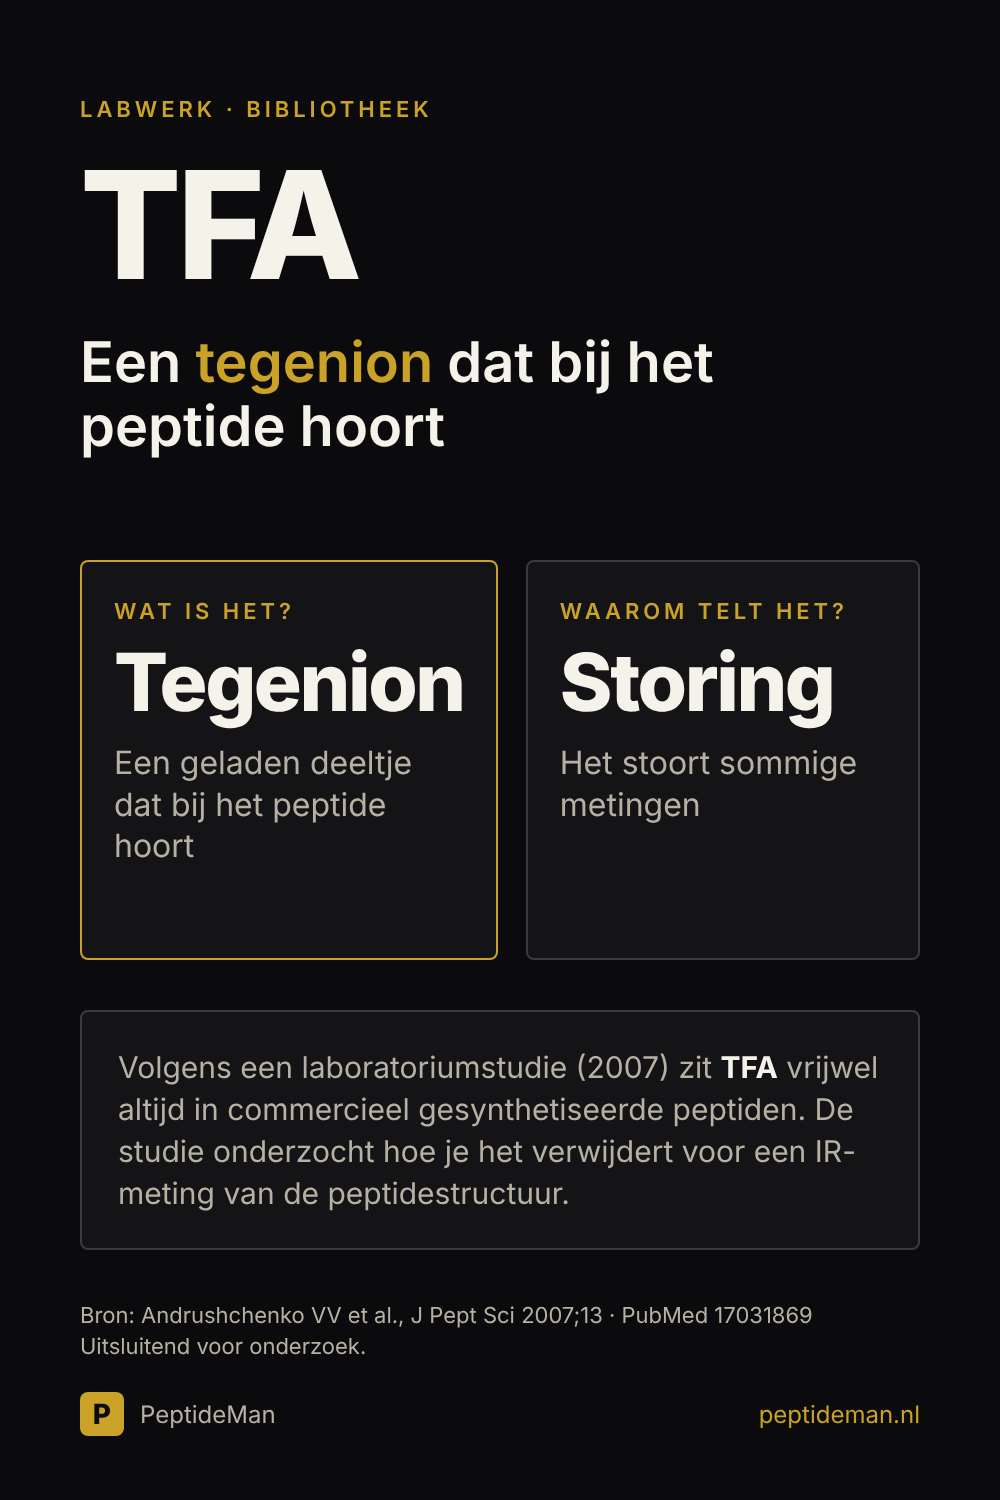 LABWERK · BIBLIOTHEEK
TFA
Een tegenion dat bij het
peptide hoort
WAT IS HET?
Tegenion
Een geladen deeltje
dat bij het peptide
hoort
WAAROM TELT HET?
Storing
Het stoort sommige
metingen
Volgens een laboratoriumstudie (2007) zit TFA vrijwel
altijd in commercieel gesynthetiseerde peptiden. De
studie onderzocht hoe je het verwijdert voor een IR-
meting van de peptidestructuur.
Bron: Andrushchenko VV et al., J Pept Sci 2007;13 · PubMed 17031869
Uitsluitend voor onderzoek.
P PeptideMan
peptideman.nl